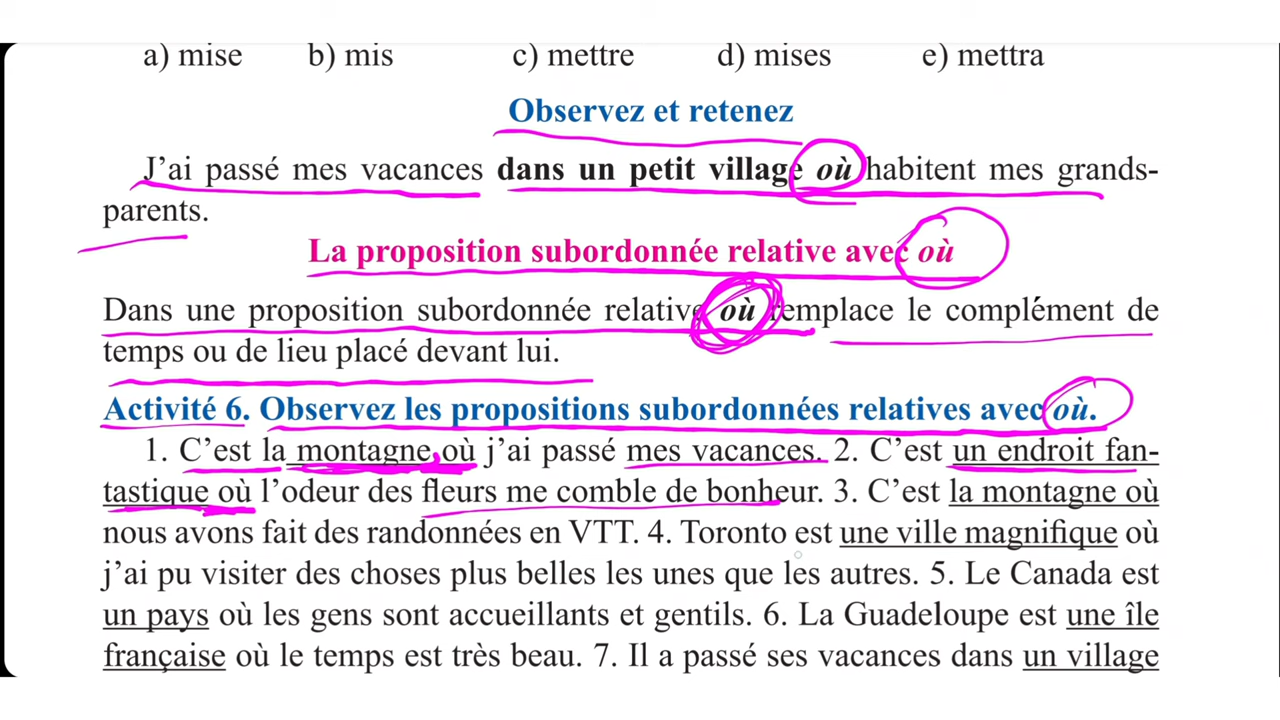 a) mise b) mis c) mettre d) mises e) mettra
Observez et retenez
J'ai passé mes vacances dans un petit village où habitent mes grands-
parents.
La proposition subordonnée relative avec où
Dans une proposition subordonnée relative où remplace le complément de
temps ou de lieu placé devant lui.
Activité 6. Observez les propositions subordonnées relatives avec où.
1. C'est la montagne où j'ai passé mes vacances. 2. C'est un endroit fan-
tastique où l'odeur des fleurs me comble de bonheur. 3. C'est la montagne où
nous avons fait des randonnées en VTT. 4. Toronto est une ville magnifique où
j'ai pu visiter des choses plus belles les unes que les autres. 5. Le Canada est
un pays où les gens sont accueillants et gentils. 6. La Guadeloupe est une île
française où le temps est très beau. 7. Il a passé ses vacances dans un village